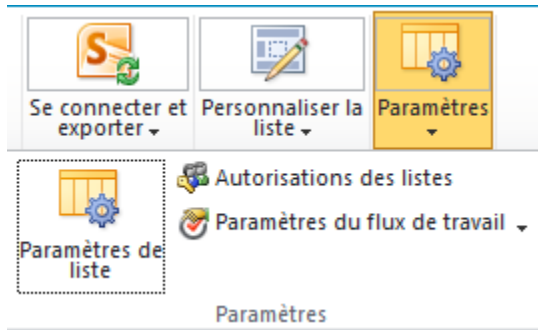 Se connecter et
exporter
Personnaliser la
liste
Paramètres
Autorisations des listes
Paramètres du flux de travail
Paramètres de
liste
Paramètres